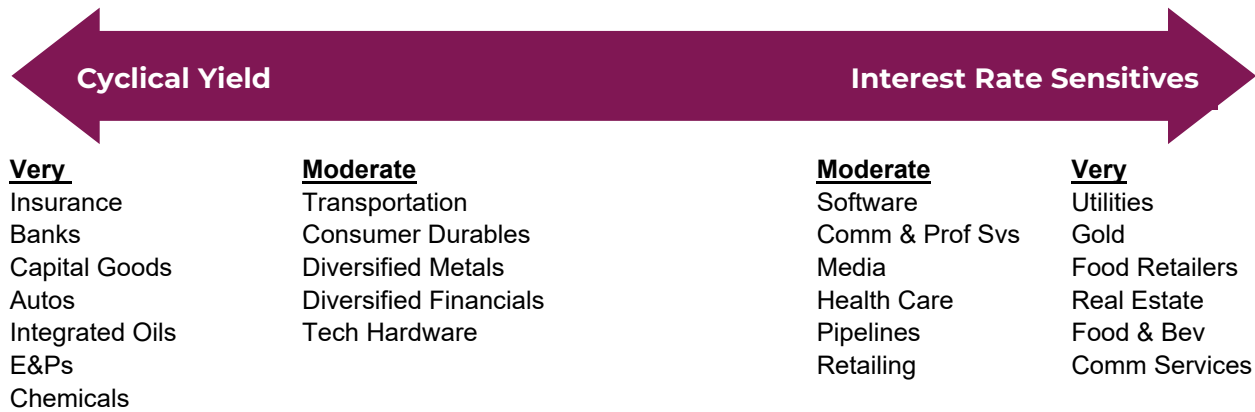 Cyclical Yield
Interest Rate Sensitives
Very
Insurance
Banks
Capital Goods
Autos
Integrated Oils
E&Ps
Chemicals
Moderate
Transportation
Consumer Durables
Diversified Metals
Diversified Financials
Tech Hardware
Moderate
Software
Comm & Prof Svs
Media
Health Care
Pipelines
Retailing
Very
Utilities
Gold
Food Retailers
Real Estate
Food & Bev
Comm Services